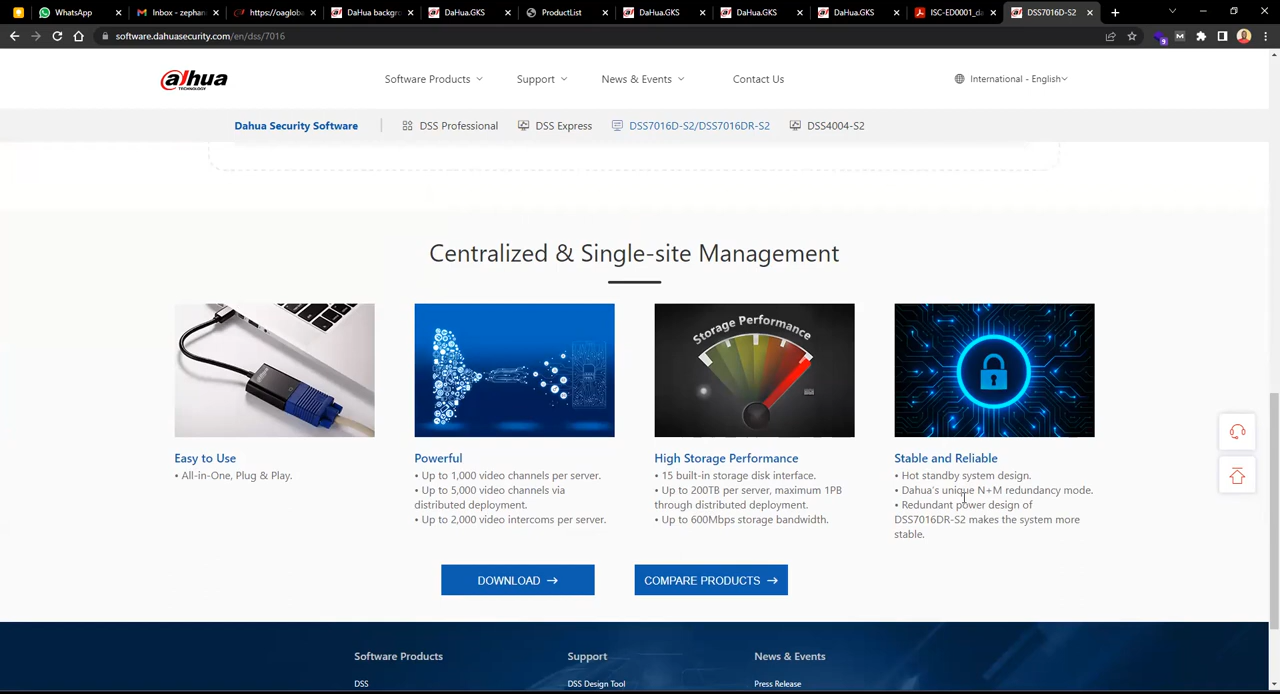 WhatsApp
Inbox - zephan
https://oaglob
DaHua backgro
DaHua.GKS
ProductList
DaHua.GKS
DaHua.GKS
DaHua.GKS
ISC-ED0001_da
DSS7016D-S2
software.dahuasecurity.com/en/dss/7016
9
M
alhua
TECHNOLOGY
Software Products
Support
News & Events
Contact Us
International - English
Dahua Security Software
DSS Professional
DSS Express
DSS7016D-S2/DSS7016DR-S2
DSS4004-S2
Centralized & Single-site Management
Storage Performance
Easy to Use
• All-in-One, Plug & Play.
Powerful
• Up to 1,000 video channels per server.
• Up to 5,000 video channels via
distributed deployment.
• Up to 2,000 video intercoms per server.
High Storage Performance
• 15 built-in storage disk interface.
• Up to 200TB per server, maximum 1PB
through distributed deployment.
• Up to 600Mbps storage bandwidth.
Stable and Reliable
• Hot standby system design.
• Dahua's unique N+M redundancy mode.
• Redundant power design of
DSS7016DR-S2 makes the system more
stable.
DOWNLOAD
COMPARE PRODUCTS
Software Products
Support
News & Events
DSS
DSS Design Tool
Press Release